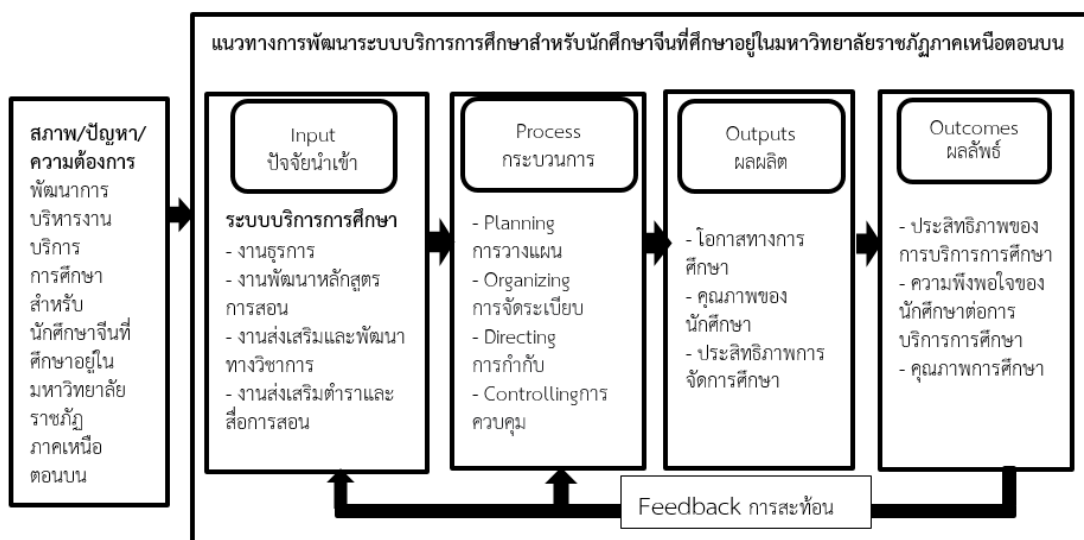 แนวทางการพัฒนาระบบบริการการศึกษาสำหรับนักศึกษาจีนที่ศึกษาอยู่ในมหาวิทยาลัยราชภัฏภาคเหนือตอนบน
สภาพ/ปัญหา/
ความต้องการ
พัฒนาการ
บริหารงาน
บริการ
การศึกษา
สำหรับ
นักศึกษาจีนที่
ศึกษาอยู่ใน
มหาวิทยาลัย
ราชภัฏ
ภาคเหนือ
ตอนบน
Input
ปัจจัยนำเข้า
ระบบบริการการศึกษา
- งานธุรการ
- งานพัฒนาหลักสูตร
การสอน
- งานส่งเสริมและพัฒนา
ทางวิชาการ
- งานส่งเสริมตำราและ
สื่อการสอน
Process
กระบวนการ
- Planning
การวางแผน
- Organizing
การจัดระเบียบ
- Directing
การกำกับ
- Controllingการ
ควบคุม
Outputs
ผลผลิต
- โอกาสทางการ
ศึกษา
- คุณภาพของ
นักศึกษา
- ประสิทธิภาพการ
จัดการศึกษา
Outcomes
ผลลัพธ์
- ประสิทธิภาพของ
การบริการการศึกษา
- ความพึงพอใจของ
นักศึกษาต่อการ
บริการการศึกษา
- คุณภาพการศึกษา
Feedback การสะท้อน